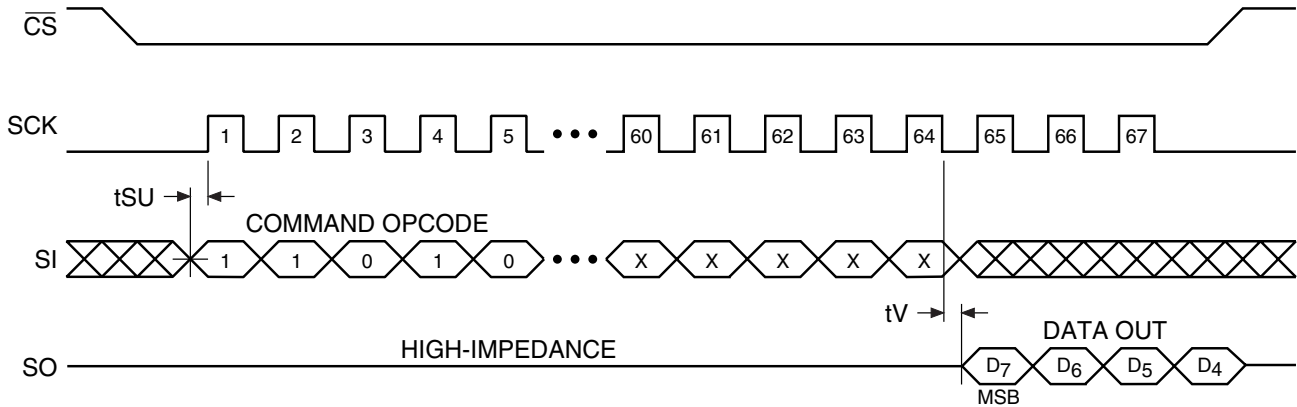 CS
SCK 1 2 3 4 5 ••• 60 61 62 63 64 65 66 67
tSU
COMMAND OPCODE
SI 1 1 0 1 0 ••• X X X X X
tV
DATA OUT
HIGH-IMPEDANCE
SO D7 D6 D5 D4
MSB